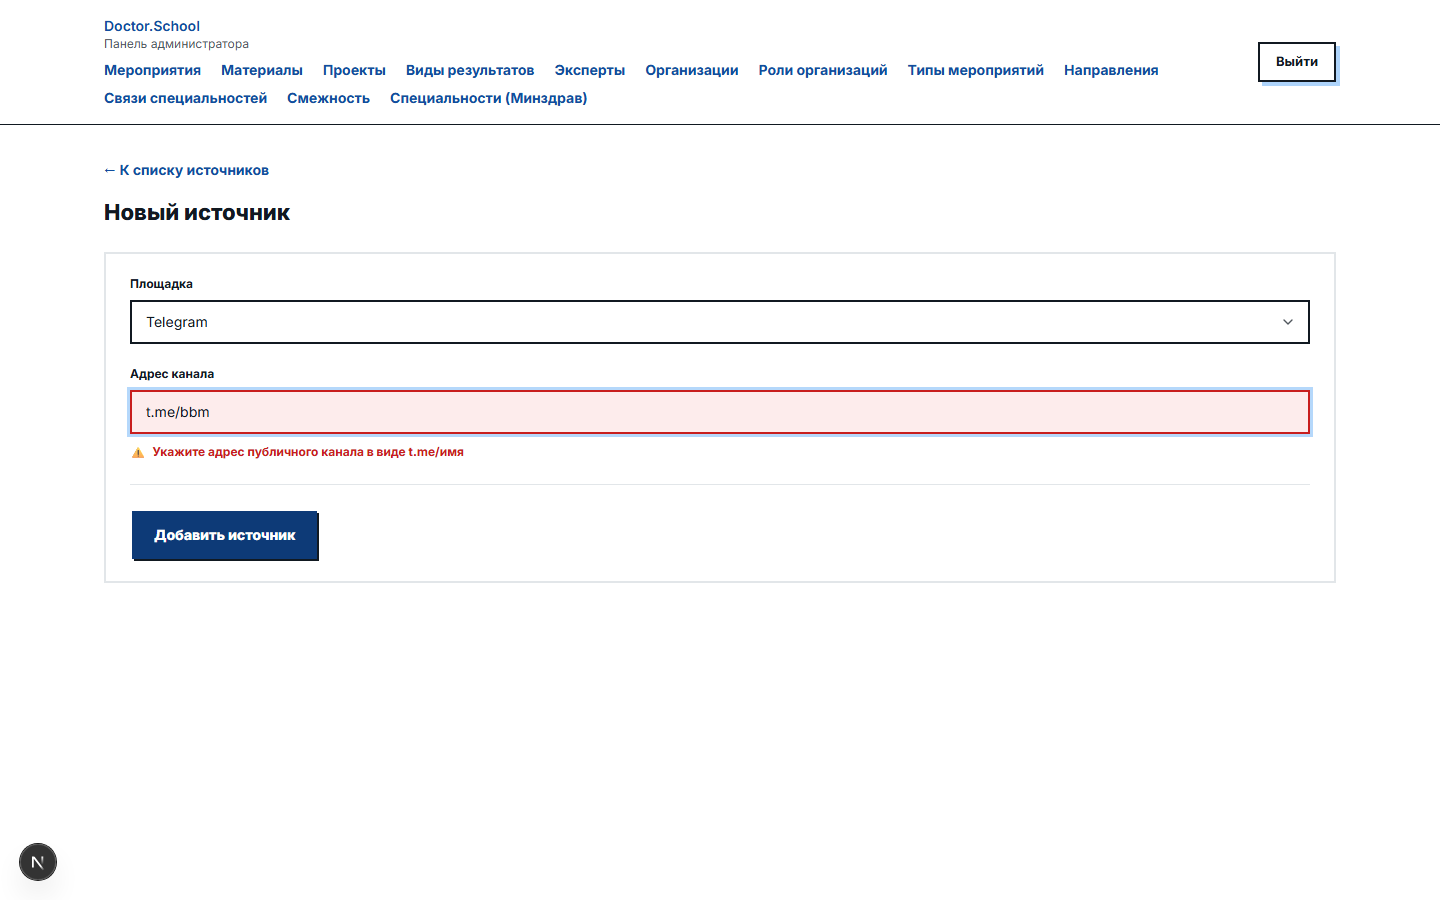 Doctor.School
Панель администратора
Мероприятия Материалы Проекты Виды результатов Эксперты Организации Роли организаций Типы мероприятий Направления
Связи специальностей Смежность Специальности (Минздрав)
Выйти
← К списку источников
Новый источник
Площадка
Telegram
Адрес канала
t.me/bbm
⚠ Укажите адрес публичного канала в виде t.me/имя
Добавить источник
N